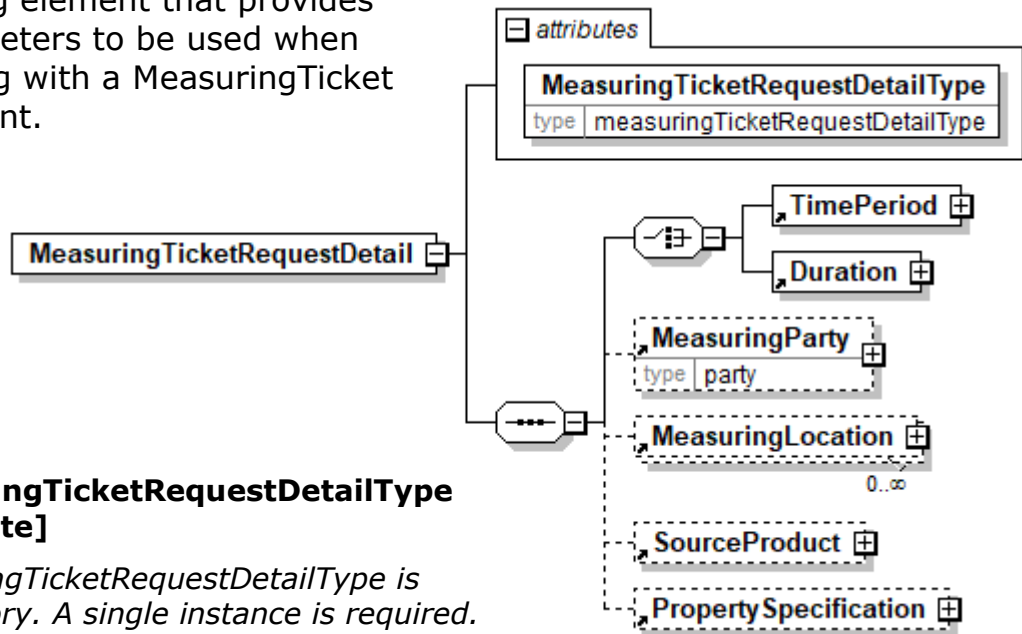 g element that provides
eters to be used when
g with a MeasuringTicket
nt.
attributes
MeasuringTicketRequestDetailType
type measuringTicketRequestDetailType
MeasuringTicketRequestDetail
TimePeriod
Duration
MeasuringParty
type party
MeasuringLocation
0..∞
SourceProduct
PropertySpecification
ngTicketRequestDetailType
te]
ngTicketRequestDetailType is
ory. A single instance is required.